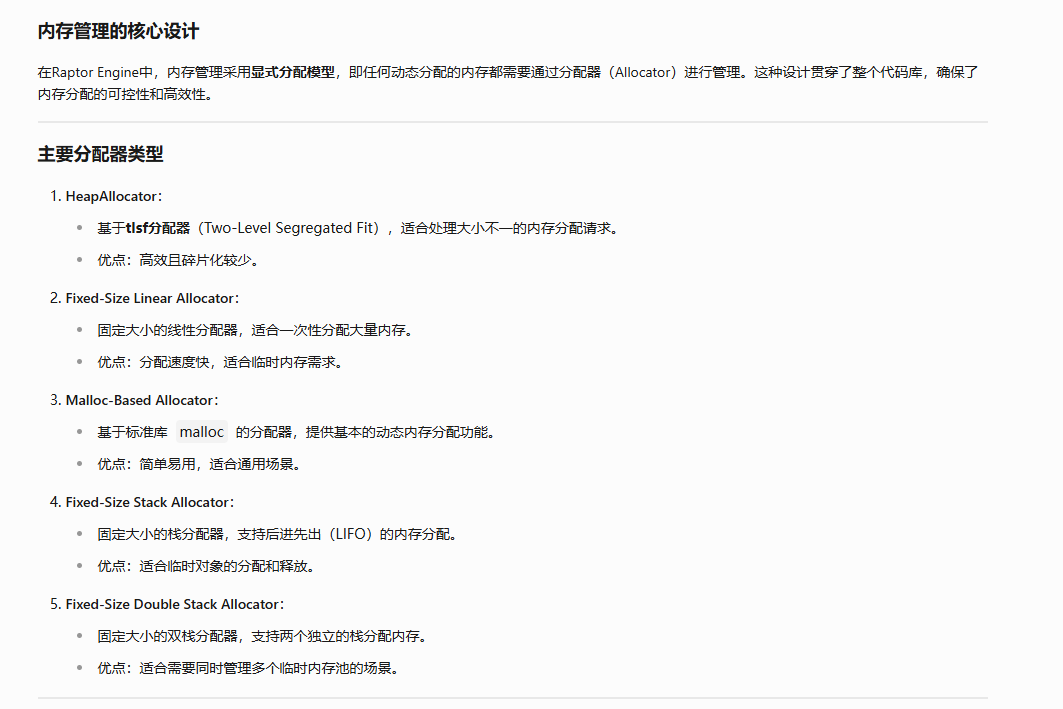 内存管理的核心设计
在Raptor Engine中，内存管理采用显式分配模型，即任何动态分配的内存都需要通过分配器（Allocator）进行管理。这种设计贯穿了整个代码库，确保了
内存分配的可控性和高效性。
主要分配器类型
1. HeapAllocator：
• 基于tlsf分配器（Two-Level Segregated Fit），适合处理大小不一的内存分配请求。
• 优点：高效且碎片化较少。
2. Fixed-Size Linear Allocator：
• 固定大小的线性分配器，适合一次性分配大量内存。
• 优点：分配速度快，适合临时内存需求。
3. Malloc-Based Allocator：
• 基于标准库 malloc 的分配器，提供基本的动态内存分配功能。
• 优点：简单易用，适合通用场景。
4. Fixed-Size Stack Allocator：
• 固定大小的栈分配器，支持后进先出（LIFO）的内存分配。
• 优点：适合临时对象的分配和释放。
5. Fixed-Size Double Stack Allocator：
• 固定大小的双栈分配器，支持两个独立的栈分配内存。
• 优点：适合需要同时管理多个临时内存池的场景。